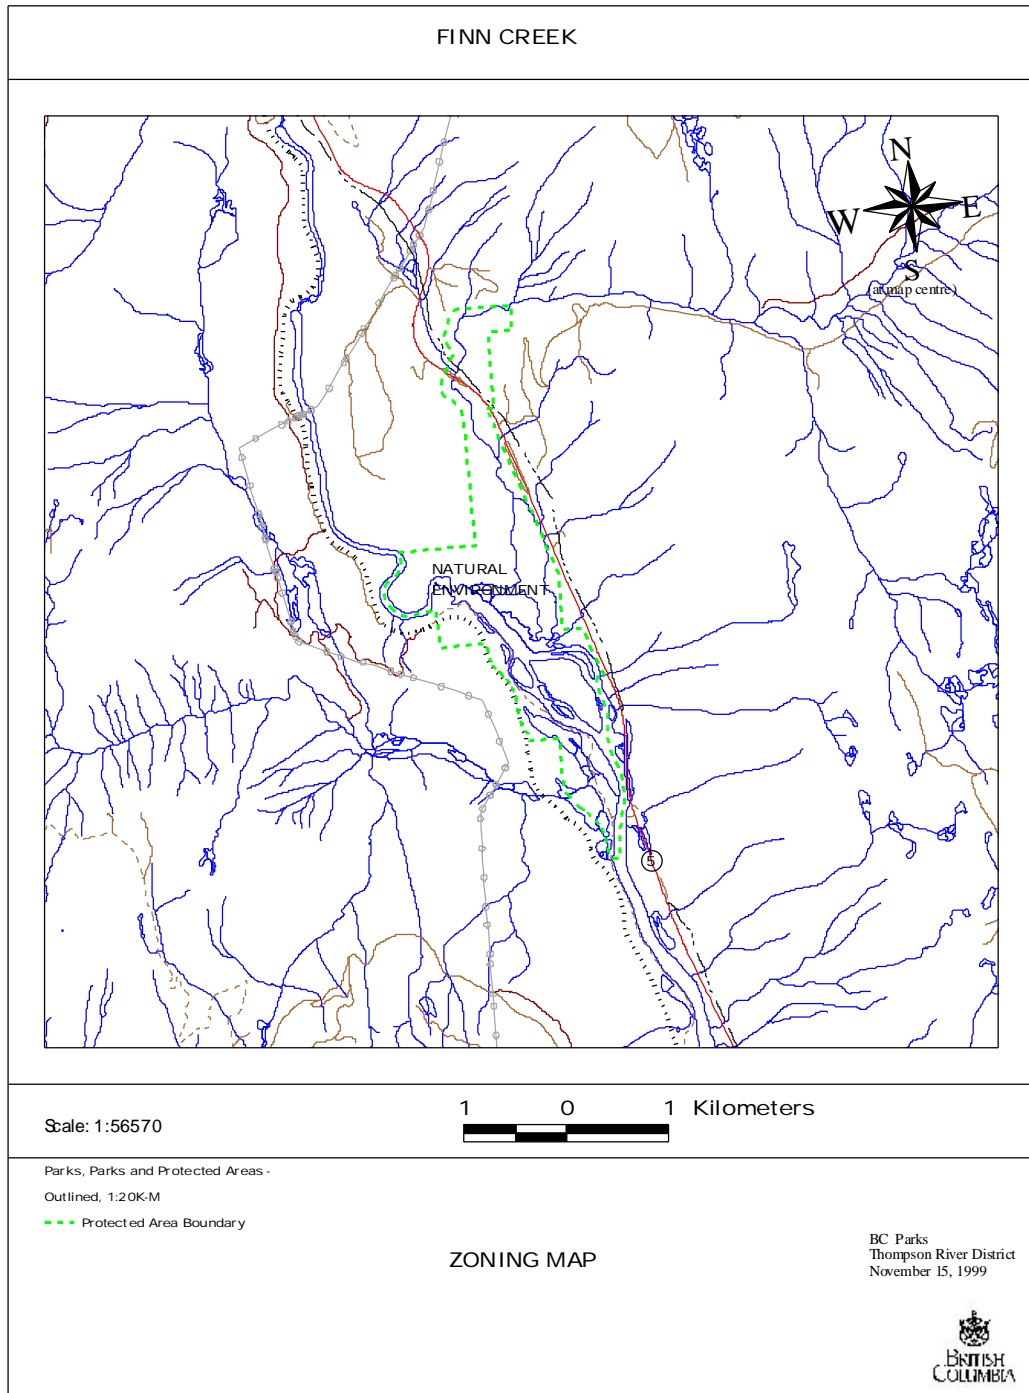 FINN CREEK
N
W
E
S
(at map centre)
NATURAL
ENVIRONMENT
5
Scale: 1:56570
1 0 1 Kilometers
Parks, Parks and Protected Areas -
Outlined, 1:20K-M
Protected Area Boundary
ZONING MAP
BC Parks
Thompson River District
November 15, 1999
BRITISH
COLUMBIA